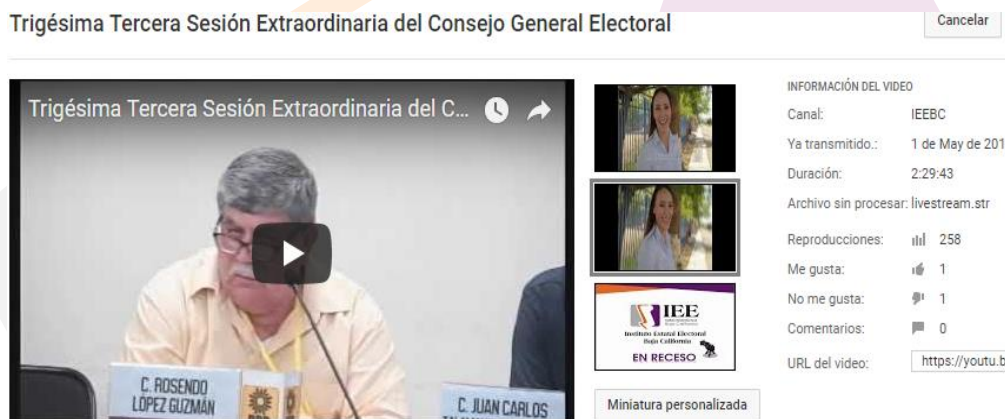 Trigésima Tercera Sesión Extraordinaria del Consejo General Electoral
Cancelar
Trigésima Tercera Sesión Extraordinaria del C...
C. ROSENDO
LÓPEZ GUZMÁN
C. JUAN CARLOS
IEE
Instituto Estatal Electoral
Baja California
EN RECESO
Miniatura personalizada
INFORMACIÓN DEL VIDEO
Canal: IEEBC
Ya transmitido.: 1 de May de 201
Duración: 2:29:43
Archivo sin procesar: livestream.str
Reproducciones: 258
Me gusta: 1
No me gusta: 1
Comentarios: 0
URL del video: https://youtu.b